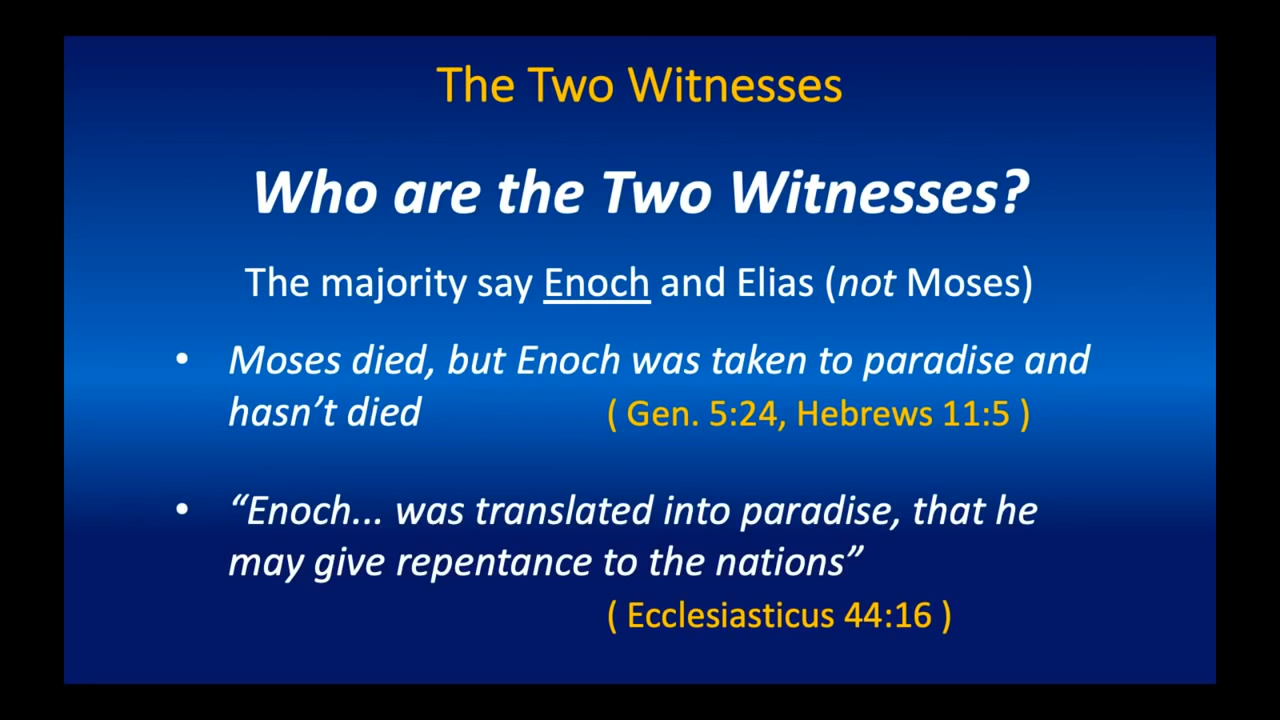 The Two Witnesses
Who are the Two Witnesses?
The majority say Enoch and Elias (not Moses)
• Moses died, but Enoch was taken to paradise and
hasn’t died ( Gen. 5:24, Hebrews 11:5 )
• “Enoch... was translated into paradise, that he
may give repentance to the nations”
( Ecclesiasticus 44:16 )